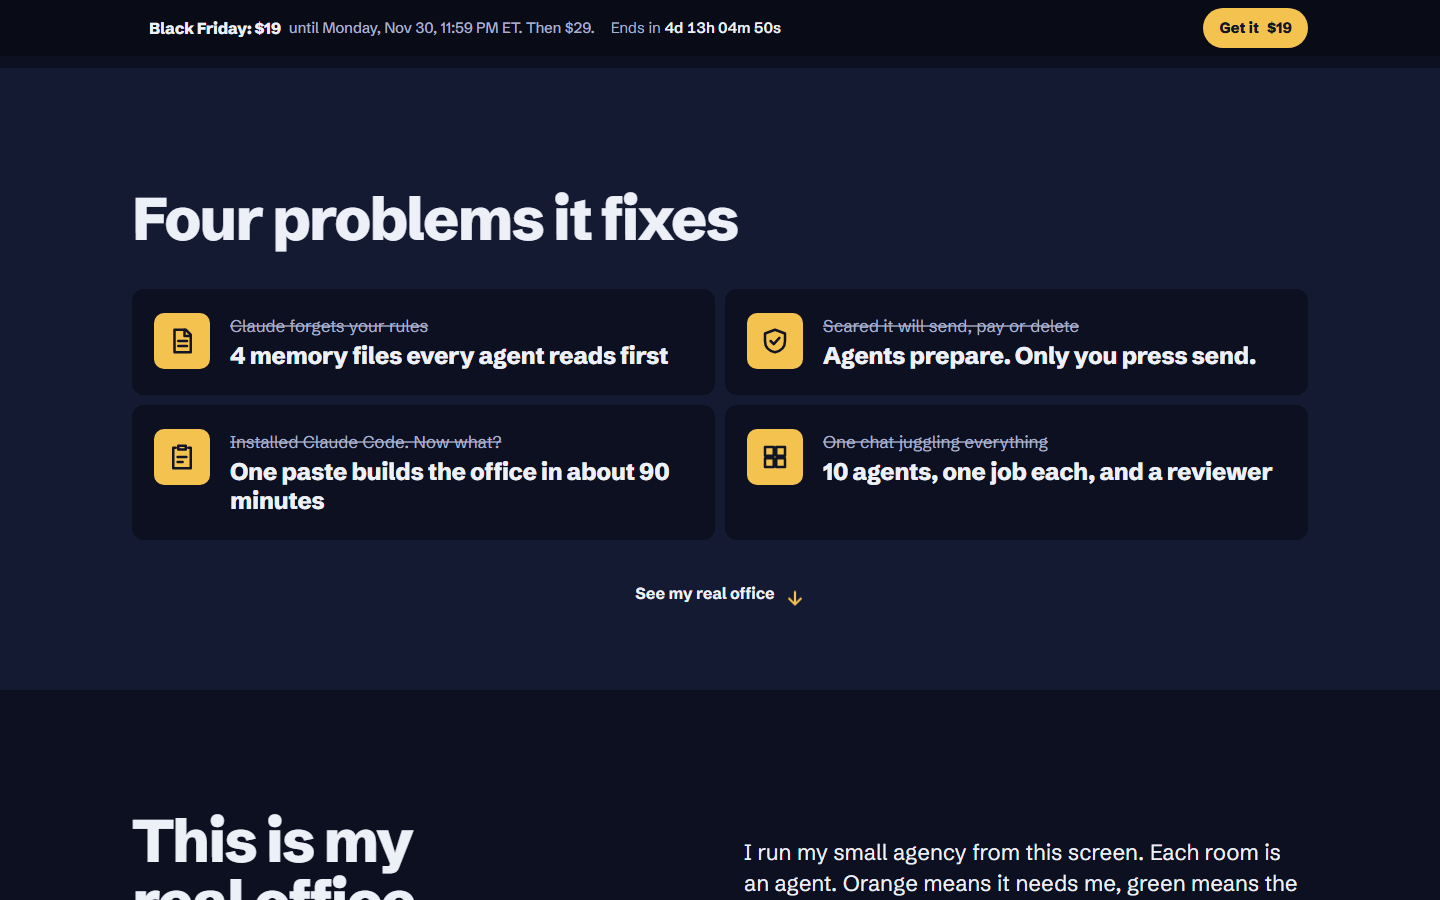 Black Friday: $19 until Monday, Nov 30, 11:59 PM ET. Then $29. Ends in 4d 13h 04m 50s
Get it $19
Four problems it fixes
Claude forgets your rules
4 memory files every agent reads first
Scared it will send, pay or delete
Agents prepare. Only you press send.
Installed Claude Code. Now what?
One paste builds the office in about 90
minutes
One chat juggling everything
10 agents, one job each, and a reviewer
See my real office
This is my
real office
I run my small agency from this screen. Each room is
an agent. Orange means it needs me, green means the